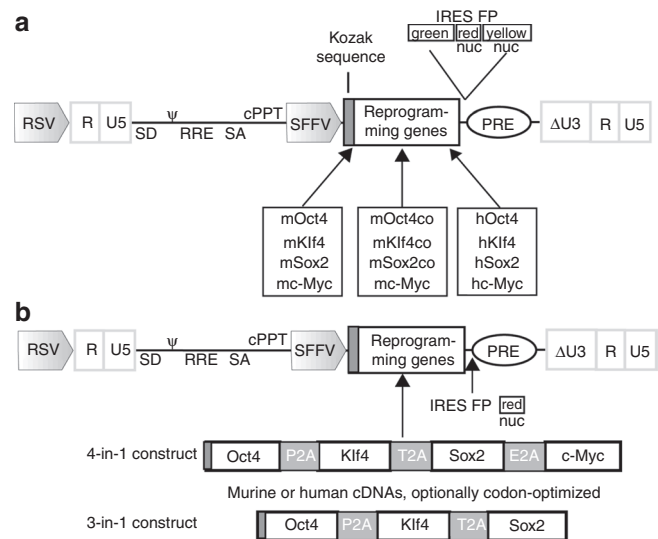 a
IRES FP
green red yellow
nuc nuc
Kozak
sequence
RSV R U5 SD ψ RRE SA cPPT SFFV Reprogram-
ming genes PRE ΔU3 R U5
mOct4
mKlf4
mSox2
mc-Myc
mOct4co
mKlf4co
mSox2co
mc-Myc
hOct4
hKlf4
hSox2
hc-Myc
b
RSV R U5 SD ψ RRE SA cPPT SFFV Reprogram-
ming genes PRE ΔU3 R U5
IRES FP red
nuc
4-in-1 construct Oct4 P2A Klf4 T2A Sox2 E2A c-Myc
Murine or human cDNAs, optionally codon-optimized
3-in-1 construct Oct4 P2A Klf4 T2A Sox2